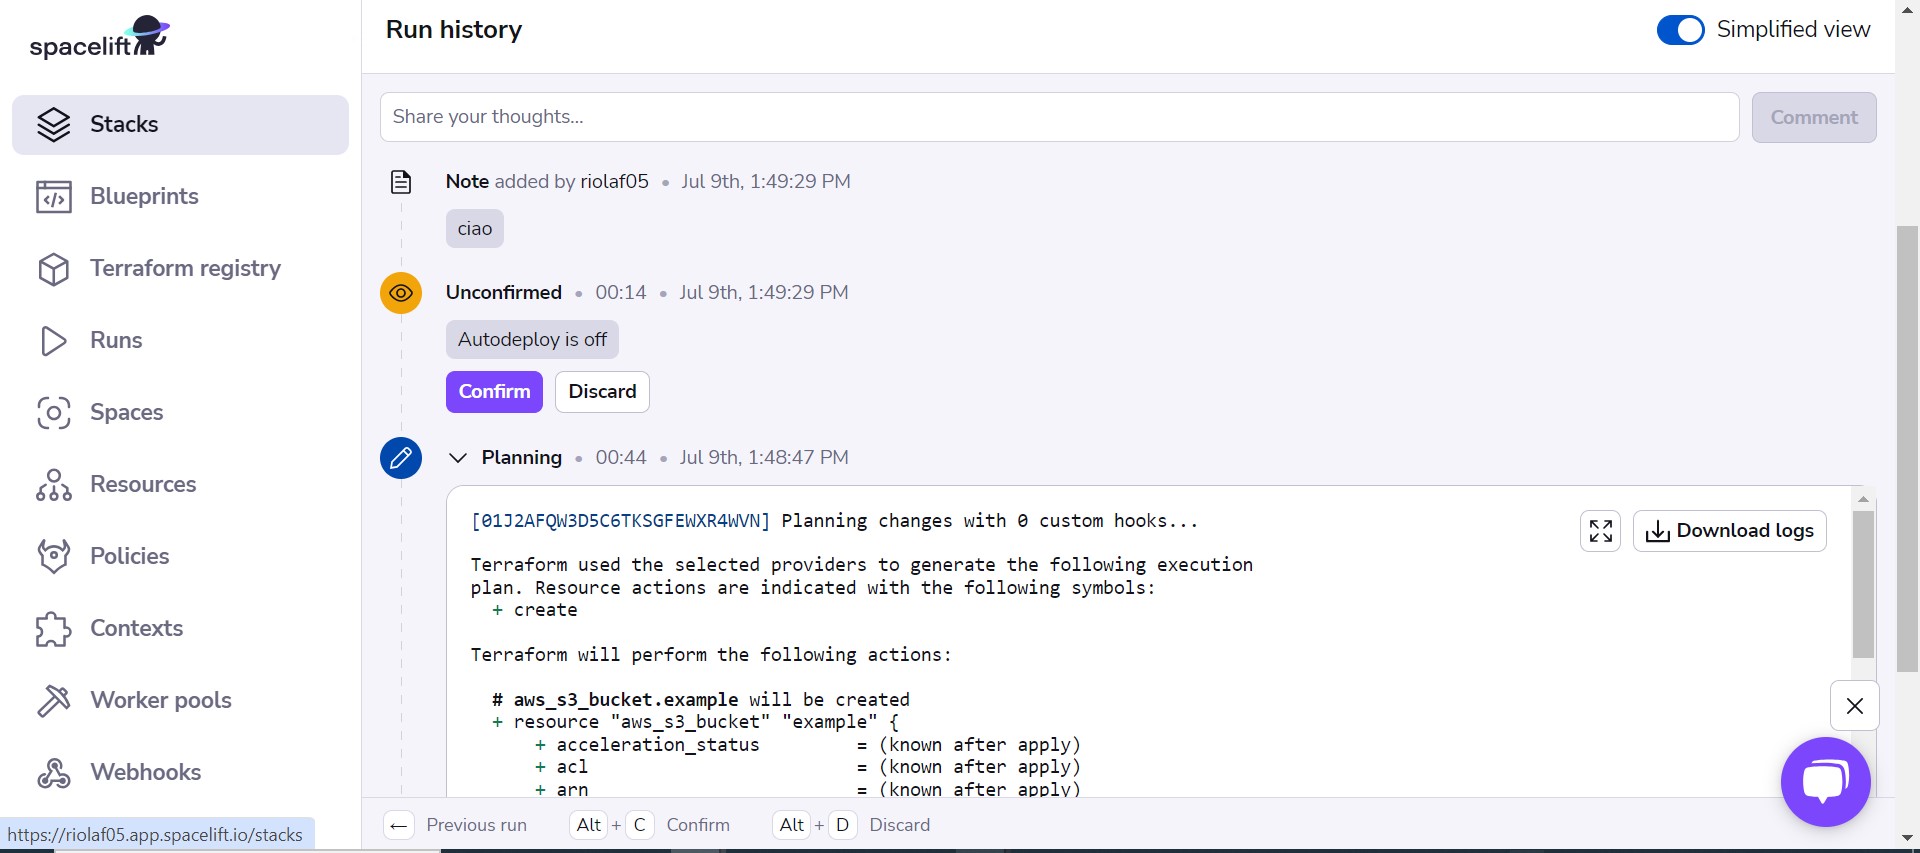 spacelift
Stacks
Blueprints
Terraform registry
Runs
Spaces
Resources
Policies
Contexts
Worker pools
Webhooks
https://riolaf05.app.spacelift.io/stacks
Run history
Simplified view
Share your thoughts...
Comment
Note added by riolaf05 • Jul 9th, 1:49:29 PM
ciao
Unconfirmed • 00:14 • Jul 9th, 1:49:29 PM
Autodeploy is off
Confirm Discard
Planning • 00:44 • Jul 9th, 1:48:47 PM
[01J2AFQW3D5C6TKSGFEWXR4WVN] Planning changes with 0 custom hooks...
Download logs
Terraform used the selected providers to generate the following execution
plan. Resource actions are indicated with the following symbols:
+ create
Terraform will perform the following actions:
# aws_s3_bucket.example will be created
+ resource "aws_s3_bucket" "example" {
+ acceleration_status = (known after apply)
+ acl = (known after apply)
+ arn = (known after apply)
← Previous run Alt + C Confirm Alt + D Discard